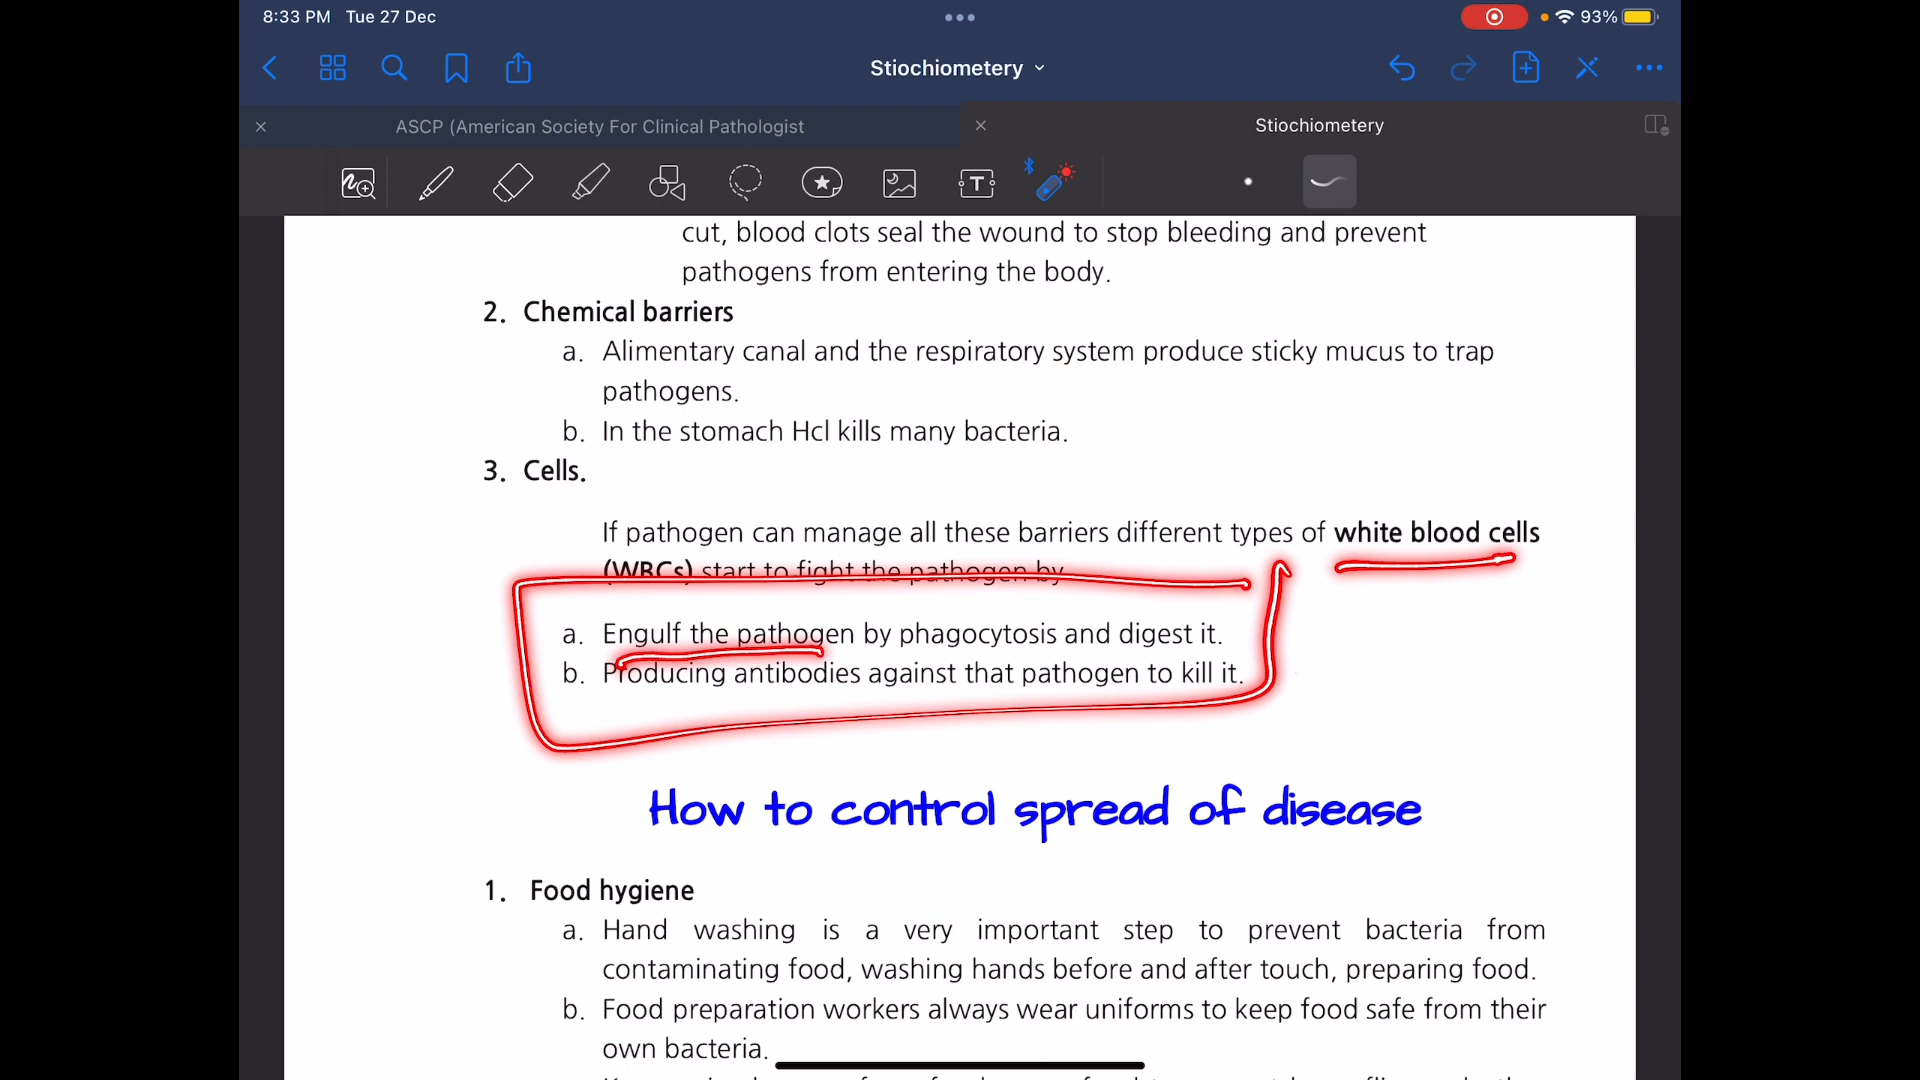 8:33 PM Tue 27 Dec
93%
Stiochiometery
ASCP (American Society For Clinical Pathologist
Stiochiometery
T
cut, blood clots seal the wound to stop bleeding and prevent
pathogens from entering the body.
2. Chemical barriers
a. Alimentary canal and the respiratory system produce sticky mucus to trap
pathogens.
b. In the stomach Hcl kills many bacteria.
3. Cells.
If pathogen can manage all these barriers different types of white blood cells
(WBCs) start to fight the pathogen by
a. Engulf the pathogen by phagocytosis and digest it.
b. Producing antibodies against that pathogen to kill it.
How to control spread of disease
1. Food hygiene
a. Hand washing is a very important step to prevent bacteria from
contaminating food, washing hands before and after touch, preparing food.
b. Food preparation workers always wear uniforms to keep food safe from their
own bacteria.